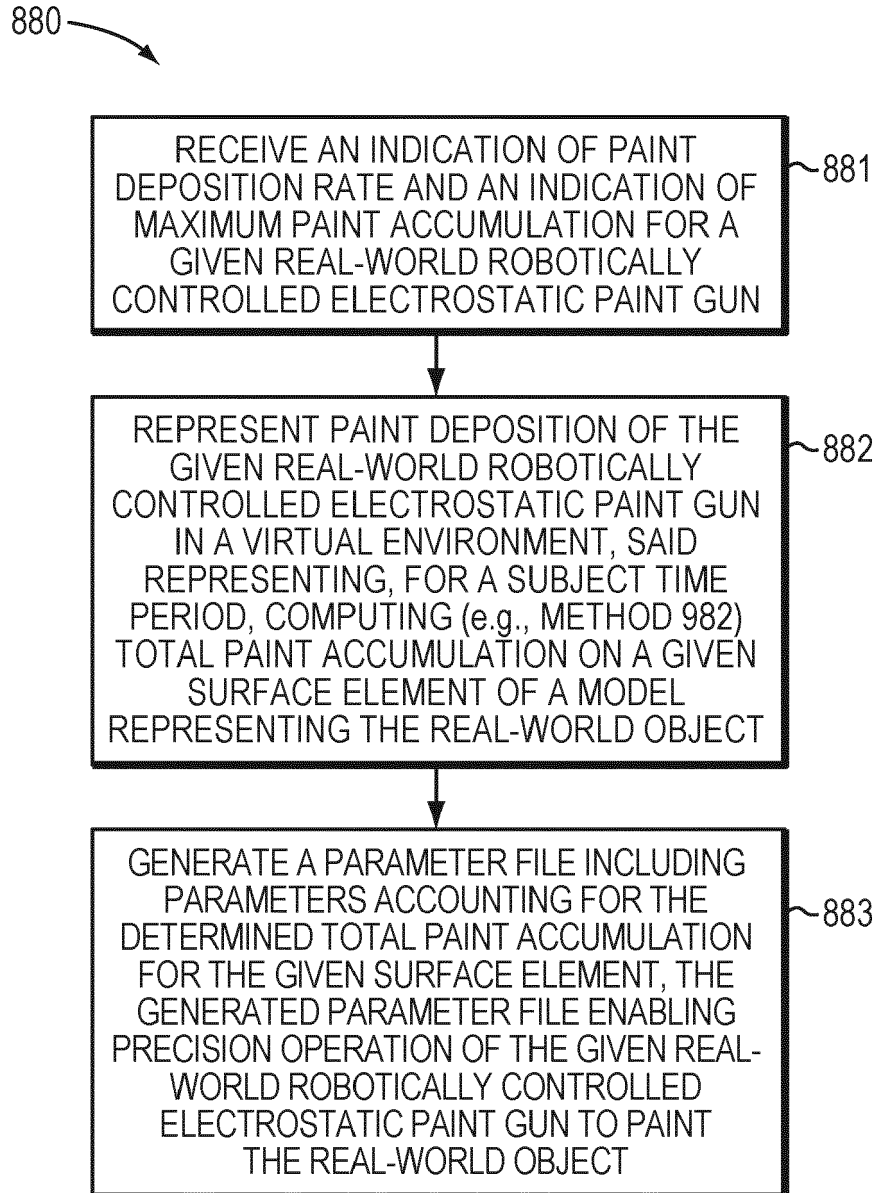 880
RECEIVE AN INDICATION OF PAINT
DEPOSITION RATE AND AN INDICATION OF
MAXIMUM PAINT ACCUMULATION FOR A
GIVEN REAL-WORLD ROBOTICALLY
CONTROLLED ELECTROSTATIC PAINT GUN
881
REPRESENT PAINT DEPOSITION OF THE
GIVEN REAL-WORLD ROBOTICALLY
CONTROLLED ELECTROSTATIC PAINT GUN
IN A VIRTUAL ENVIRONMENT, SAID
REPRESENTING, FOR A SUBJECT TIME
PERIOD, COMPUTING (e.g., METHOD 982)
TOTAL PAINT ACCUMULATION ON A GIVEN
SURFACE ELEMENT OF A MODEL
REPRESENTING THE REAL-WORLD OBJECT
882
GENERATE A PARAMETER FILE INCLUDING
PARAMETERS ACCOUNTING FOR THE
DETERMINED TOTAL PAINT ACCUMULATION
FOR THE GIVEN SURFACE ELEMENT, THE
GENERATED PARAMETER FILE ENABLING
PRECISION OPERATION OF THE GIVEN REAL-
WORLD ROBOTICALLY CONTROLLED
ELECTROSTATIC PAINT GUN TO PAINT
THE REAL-WORLD OBJECT
883